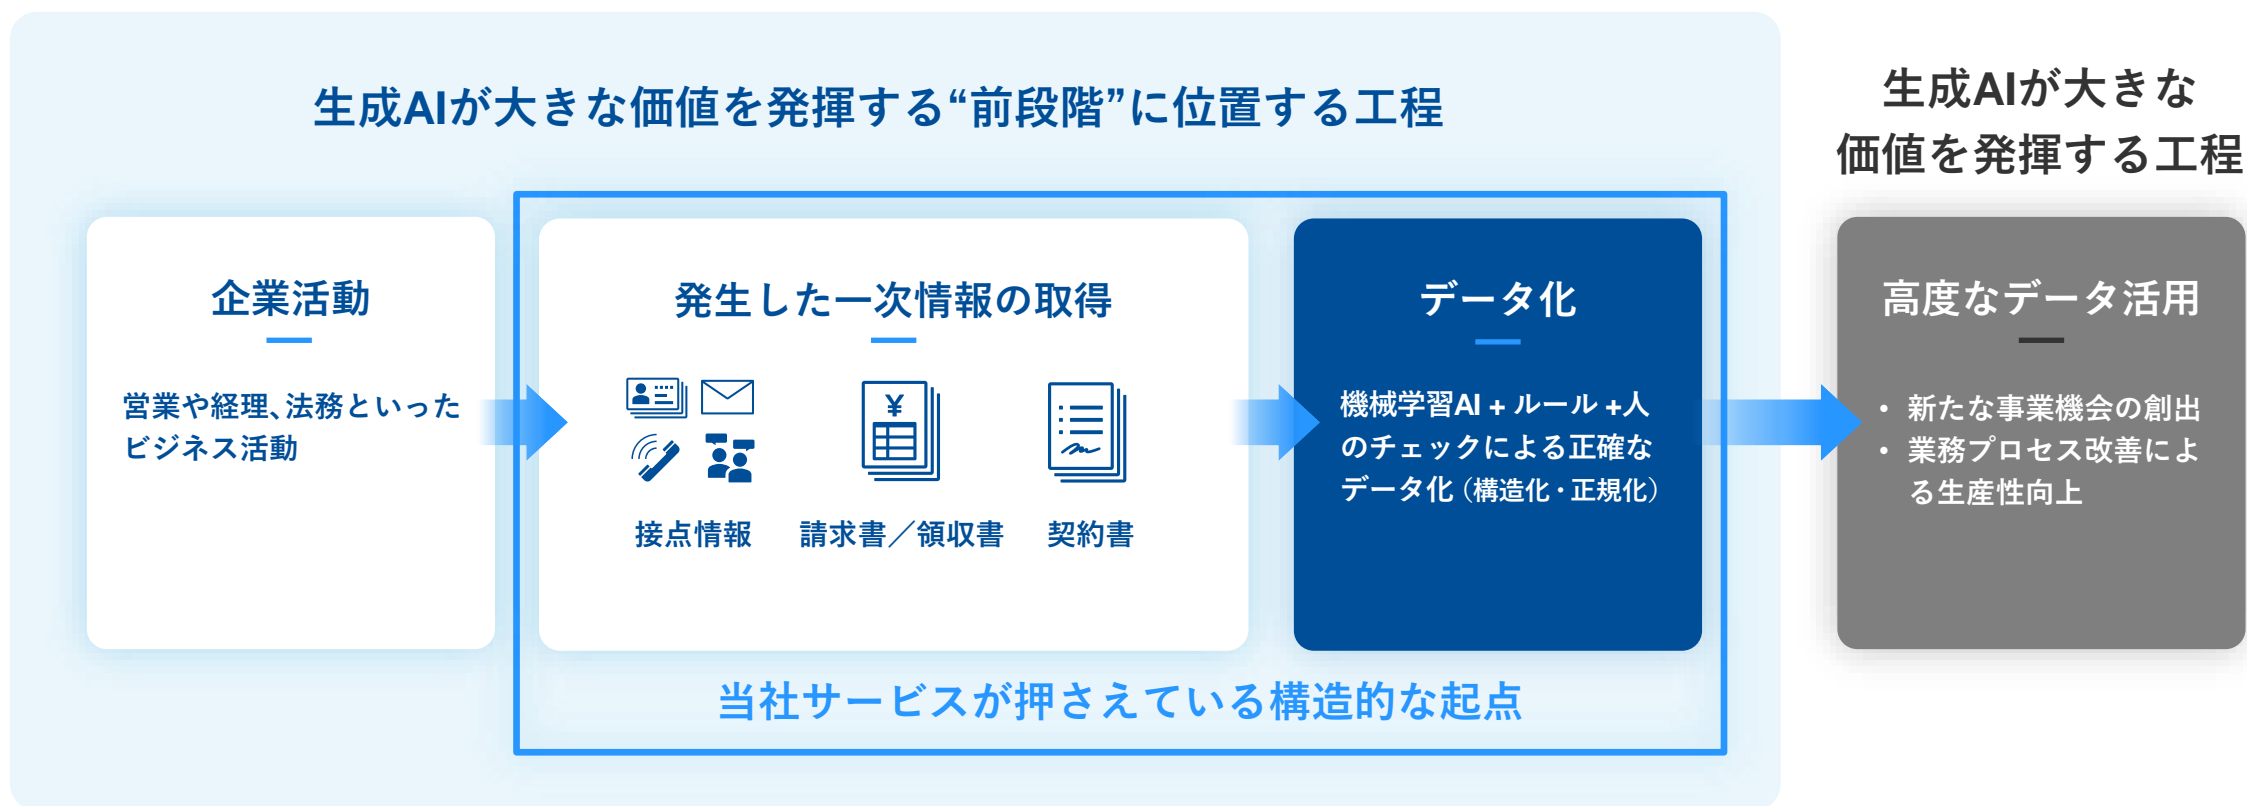 生成AIが大きな価値を発揮する“前段階”に位置する工程
生成AIが大きな
価値を発揮する工程
企業活動
営業や経理、法務といった
ビジネス活動
発生した一次情報の取得
¥
接点情報
請求書／領収書
契約書
データ化
機械学習AI + ルール +人
のチェックによる正確な
データ化（構造化・正規化）
当社サービスが押さえている構造的な起点
高度なデータ活用
• 新たな事業機会の創出
• 業務プロセス改善によ
る生産性向上